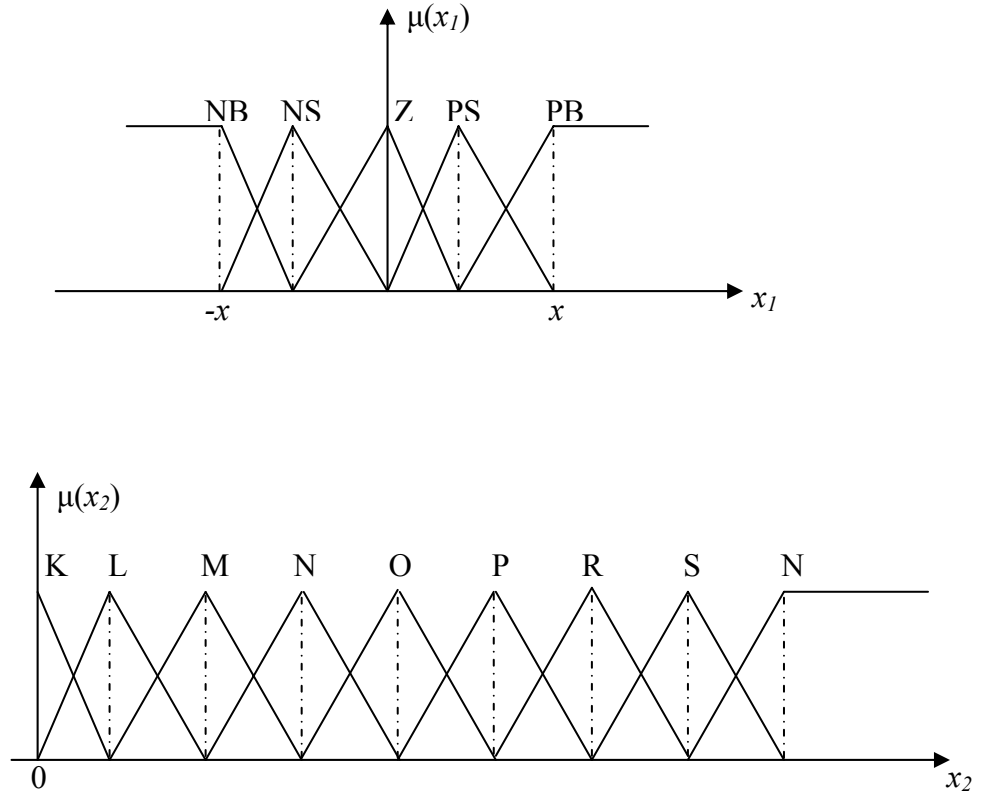 μ(x₁)
NB NS Z PS PB
-x x x₁
μ(x₂)
K L M N O P R S N
0 x₂